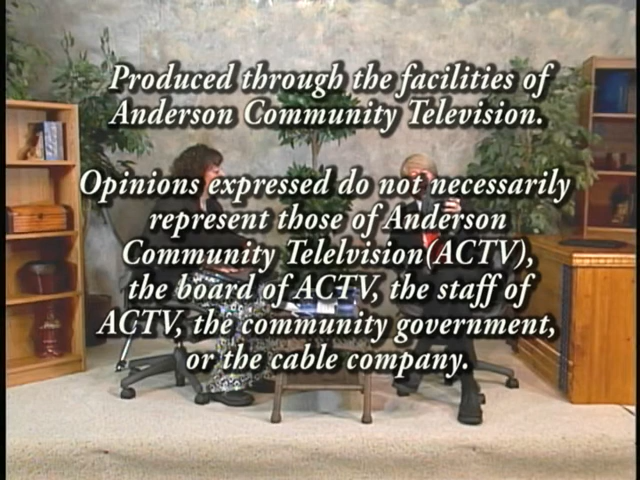 Produced through the facilities of
Anderson Community Television.
Opinions expressed do not necessarily
represent those of Anderson
Community Telelvision(ACTV),
the board of ACTV, the staff of
ACTV, the community government,
or the cable company.